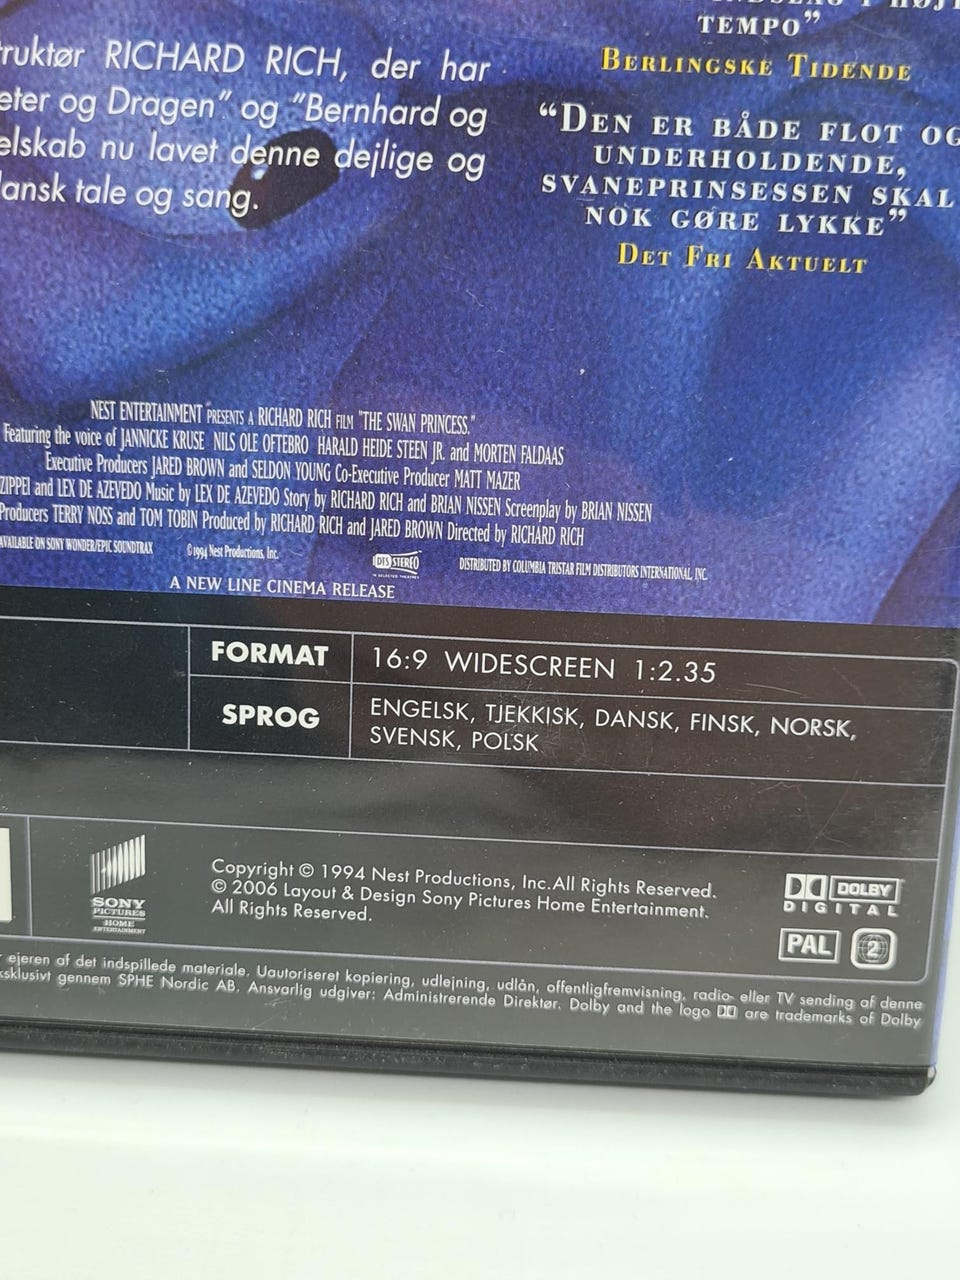 TEMPO”
BERLINGSKE TIDENDE
“DEN ER BÅDE FLOT OG
UNDERHOLDENDE,
SVANEPRINSESSEN SKAL
NOK GØRE LYKKE”
DET FRI AKTUELT
RICHARD RICH, der har
og Dragen” og ”Bernhard og
nu lavet denne dejlige og
tale og sang.
NEST ENTERTAINMENT PRESENTS A RICHARD RICH FILM "THE SWAN PRINCESS."
Featuring the voice of JANNICKE KRUSE NILS OLE OFTEBRO HARALD HEIDE STEEN JR. and MORTEN FALDAAS
Executive Producers JARED BROWN and SELDON YOUNG Co-Executive Producer MATT MAZER
ZIPPEL and LEX DE AZEVEDO Music by LEX DE AZEVEDO Story by RICHARD RICH and BRIAN NISSEN Screenplay by BRIAN NISSEN
Producers TERRY NOSS and TOM TOBIN Produced by RICHARD RICH and JARED BROWN Directed by RICHARD RICH
AVAILABLE ON SONY WONDER/EPIC SOUNDTRAX ©1994 Nest Productions, Inc. DTS STEREO IN SELECTED THEATRES DISTRIBUTED BY COLUMBIA TRISTAR FILM DISTRIBUTORS INTERNATIONAL, INC.
A NEW LINE CINEMA RELEASE
FORMAT 16:9 WIDESCREEN 1:2.35
SPROG ENGELSK, TJEKKISK, DANSK, FINSK, NORSK,
SVENSK, POLSK
SONY
PICTURES
HOME
ENTERTAINMENT
Copyright © 1994 Nest Productions, Inc. All Rights Reserved.
© 2006 Layout & Design Sony Pictures Home Entertainment.
All Rights Reserved.
DOLBY
DIGITAL
PAL 2
ejeren af det indspillede materiale. Uautoriseret kopiering, udlejning, udlån, offentligfremvisning, radio- eller TV sending af denne
gennem SPHE Nordic AB. Ansvarlig udgiver: Administrerende Direktør. Dolby and the logo are trademarks of Dolby